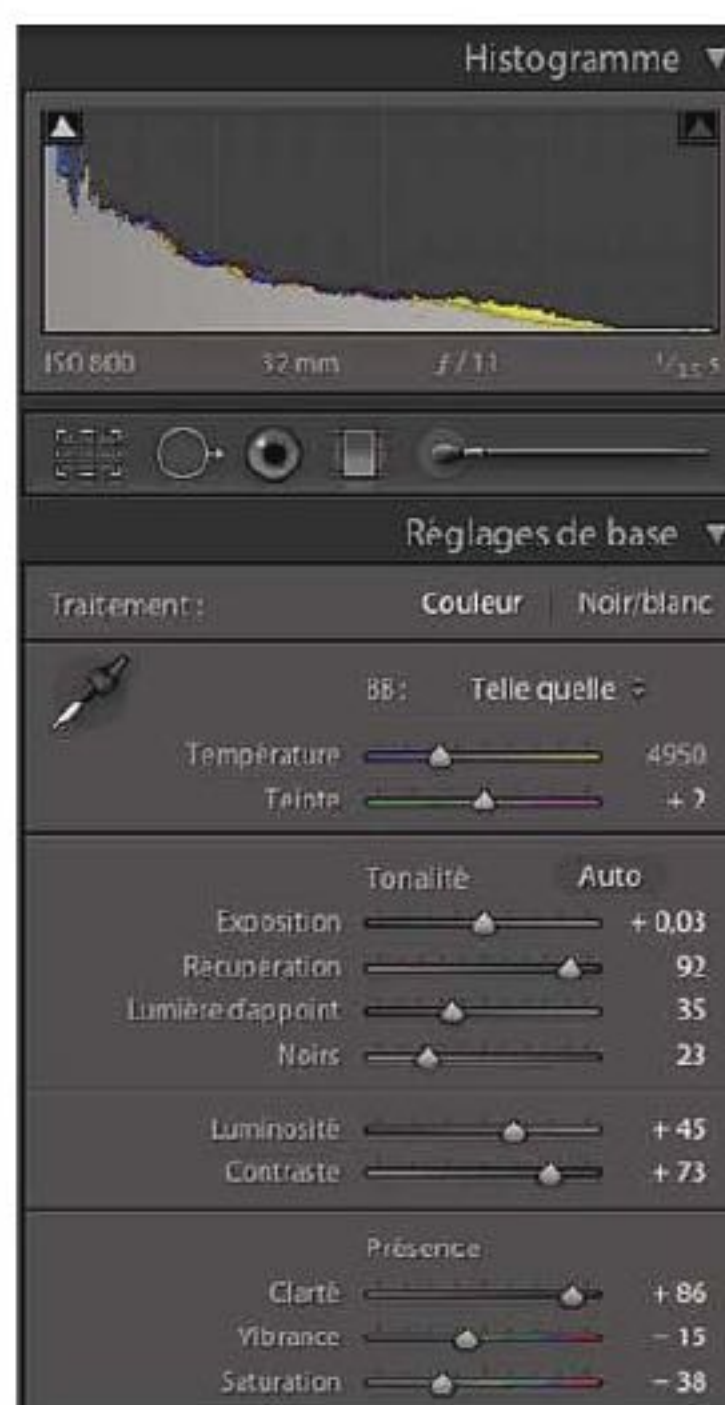 Histogramme
ISO 800 32 mm ƒ / 11
Réglages de base
Traitement : Couleur Noir/blanc
BB : Telle quelle
Température 4950
Teinte + 2
Tonalité Auto
Exposition + 0,03
Récupération 92
Lumière d'appoint 35
Noirs 23
Luminosité + 45
Contraste + 73
Présence
Clarté + 86
Vibrance − 15
Saturation − 38